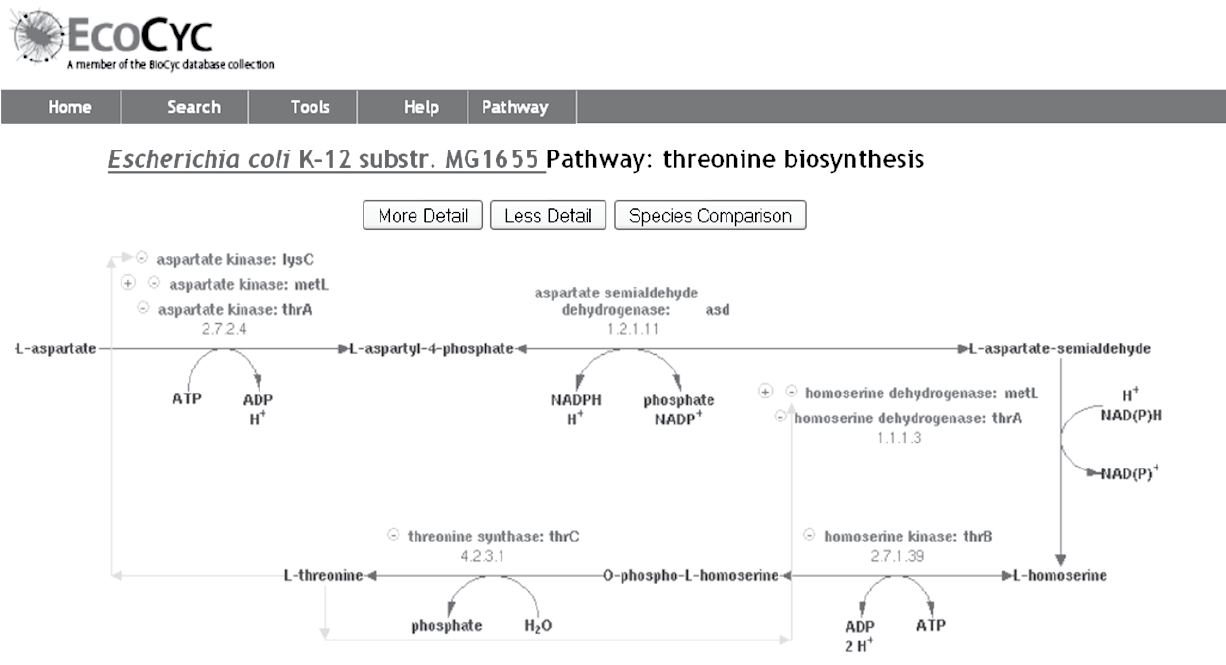 EcoCyc
A member of the BioCyc database collection
Home Search Tools Help Pathway
Escherichia coli K-12 substr. MG1655 Pathway: threonine biosynthesis
More Detail Less Detail Species Comparison
- aspartate kinase: lysC
+ - aspartate kinase: metL
- aspartate kinase: thrA
2.7.2.4
aspartate semialdehyde
dehydrogenase: asd
1.2.1.11
L-aspartate L-aspartyl-4-phosphate L-aspartate-semialdehyde
ATP ADP
H+
NADPH phosphate
H+ NADP+
+ - homoserine dehydrogenase: metL
- homoserine dehydrogenase: thrA
1.1.1.3
H+
NAD(P)H
NAD(P)+
- threonine synthase: thrC
4.2.3.1
- homoserine kinase: thrB
2.7.1.39
L-threonine O-phospho-L-homoserine L-homoserine
phosphate H2O
ADP ATP
2 H+